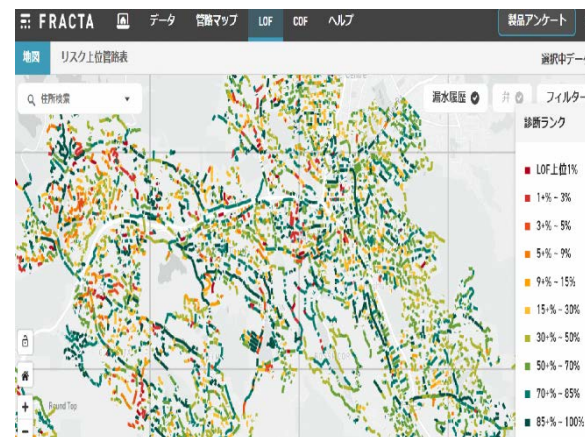 FRACTA データ 管路マップ LOF COF ヘルプ 製品アンケート
地図 リスク上位管路表 選択中デー
住所検索 漏水履歴 弁 フィルター
診断ランク
LOF上位1%
1+% - 3%
3+% - 5%
5+% - 9%
9+% - 15%
15+% - 30%
30+% - 50%
50+% - 70%
70+% - 85%
85+% - 100%
Round Top